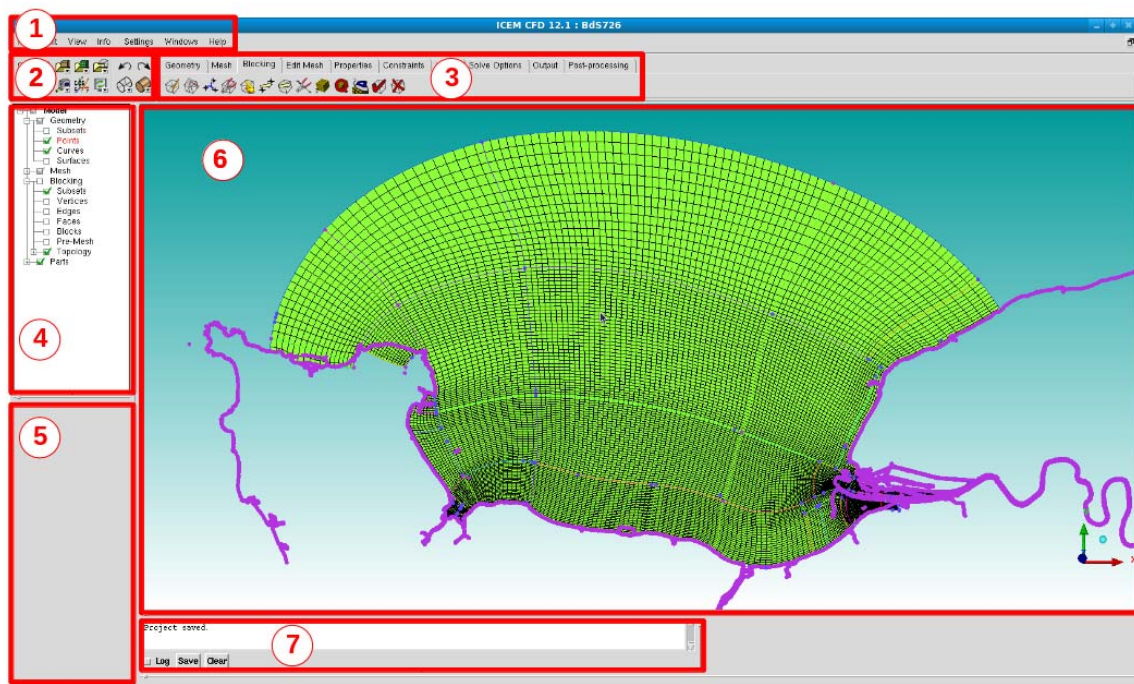 ICEM CFD 12.1 : BdS726
1
View Info Settings Windows Help
2
Geometry Mesh Blocking Edit Mesh Properties Constraints
3
Solve Options Output Post-processing
Model
Geometry
Subsets
Points
Curves
Surfaces
Mesh
Blocking
Subsets
Vertices
Edges
Faces
Blocks
Pre-Mesh
Topology
Parts
4
5
6
X
Project saved.
7
Log Save Clear